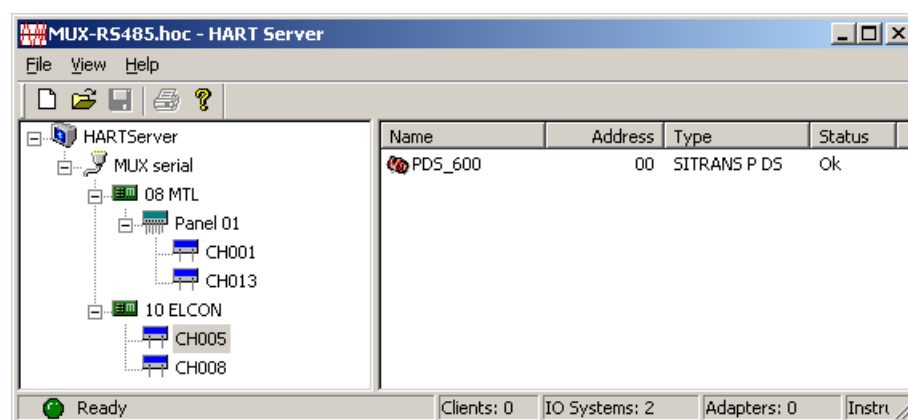 MUX-RS485.hoc - HART Server
File View Help
HARTServer
MUX serial
08 MTL
Panel 01
CH001
CH013
10 ELCON
CH005
CH008
Name Address Type Status
PDS_600 00 SITRANS P DS Ok
Ready Clients: 0 IO Systems: 2 Adapters: 0 Instru